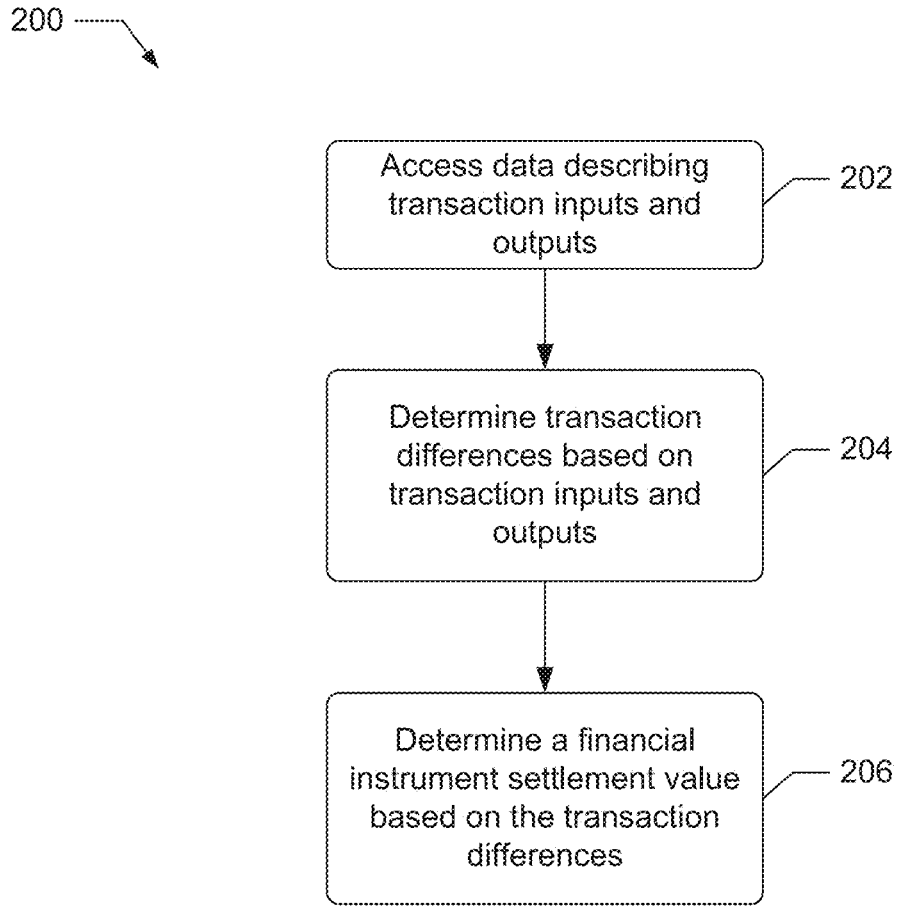 200
Access data describing
transaction inputs and
outputs
202
Determine transaction
differences based on
transaction inputs and
outputs
204
Determine a financial
instrument settlement value
based on the transaction
differences
206